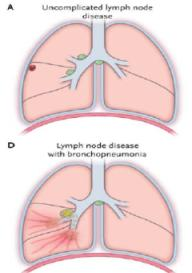 A
Uncomplicated lymph node
disease
D
Lymph node disease
with bronchopneumonia